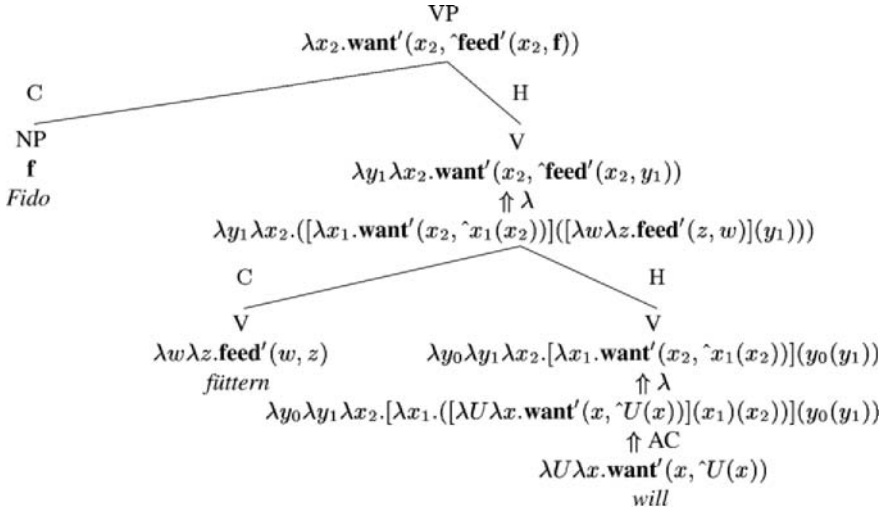 VP
λx₂.want′(x₂, ˆfeed′(x₂, f))
C H
NP V
f λy₁λx₂.want′(x₂, ˆfeed′(x₂, y₁))
Fido ⇑ λ
λy₁λx₂.([λx₁.want′(x₂, ˆx₁(x₂))]([λwλz.feed′(z, w)](y₁)))
C H
V V
λwλz.feed′(w, z) λy₀λy₁λx₂.[λx₁.want′(x₂, ˆx₁(x₂))](y₀(y₁))
füttern ⇑ λ
λy₀λy₁λx₂.[λx₁.([λUλx.want′(x, ˆU(x))](x₁)(x₂))](y₀(y₁))
⇑ AC
λUλx.want′(x, ˆU(x))
will